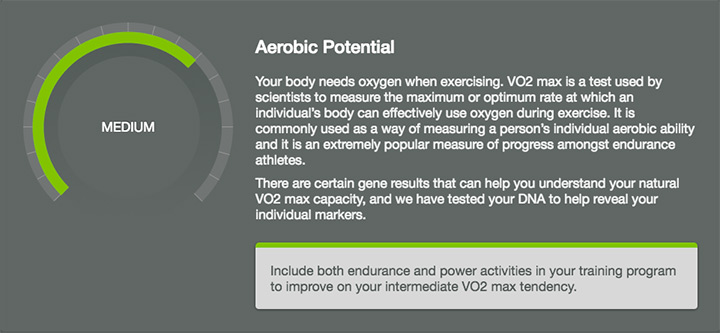 MEDIUM
Aerobic Potential
Your body needs oxygen when exercising. VO2 max is a test used by
scientists to measure the maximum or optimum rate at which an
individual's body can effectively use oxygen during exercise. It is
commonly used as a way of measuring a person's individual aerobic ability
and it is an extremely popular measure of progress amongst endurance
athletes.
There are certain gene results that can help you understand your natural
VO2 max capacity, and we have tested your DNA to help reveal your
individual markers.
Include both endurance and power activities in your training program
to improve on your intermediate VO2 max tendency.